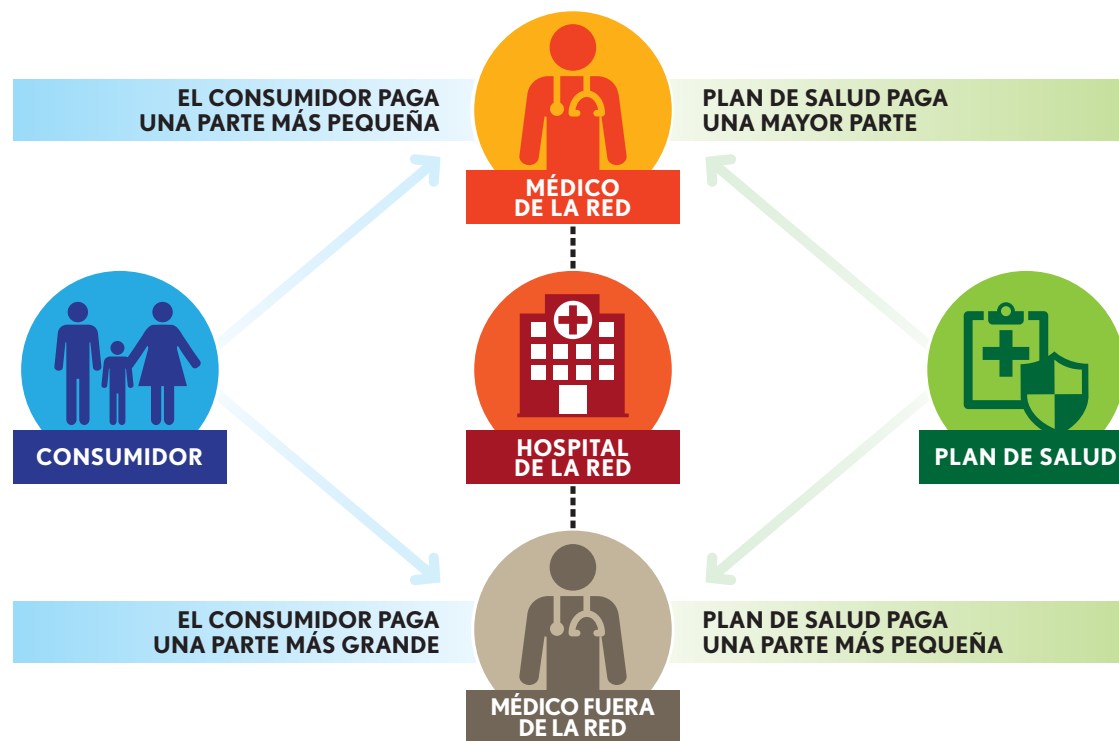 EL CONSUMIDOR PAGA
UNA PARTE MÁS PEQUEÑA
PLAN DE SALUD PAGA
UNA MAYOR PARTE
MÉDICO
DE LA RED
CONSUMIDOR
HOSPITAL
DE LA RED
PLAN DE SALUD
EL CONSUMIDOR PAGA
UNA PARTE MÁS GRANDE
PLAN DE SALUD PAGA
UNA PARTE MÁS PEQUEÑA
MÉDICO FUERA
DE LA RED